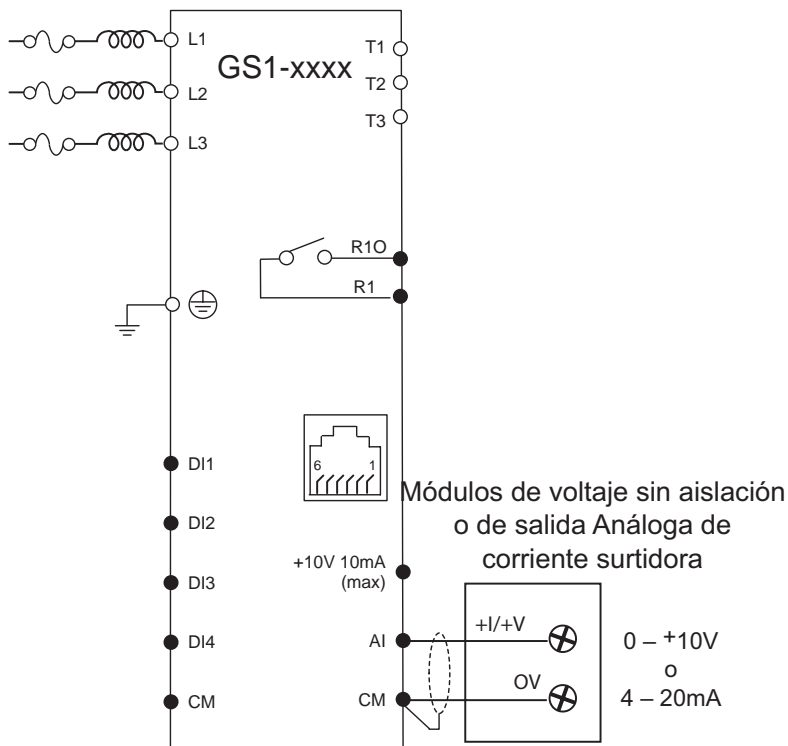 GS1-xxxx
L1
L2
L3
T1
T2
T3
R1O
R1
6 1
DI1
DI2
DI3
DI4
CM
Módulos de voltaje sin aislación
o de salida Análoga de
corriente surtidora
+10V 10mA
(max)
AI
CM
+I/+V
OV
0 – +10V
o
4 – 20mA